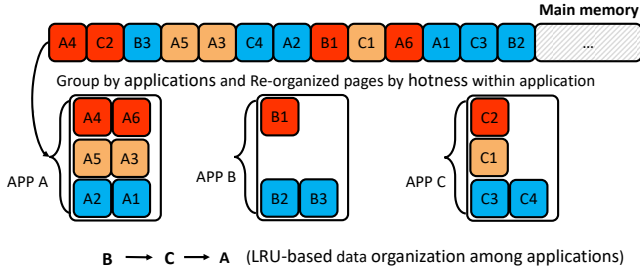 Main memory
A4 C2 B3 A5 A3 C4 A2 B1 C1 A6 A1 C3 B2 ...
Group by applications and Re-organized pages by hotness within application
A4 A6 B1 C2
A5 A3 C1
APP A APP B APP C
A2 A1 B2 B3 C3 C4
B C A (LRU-based data organization among applications)